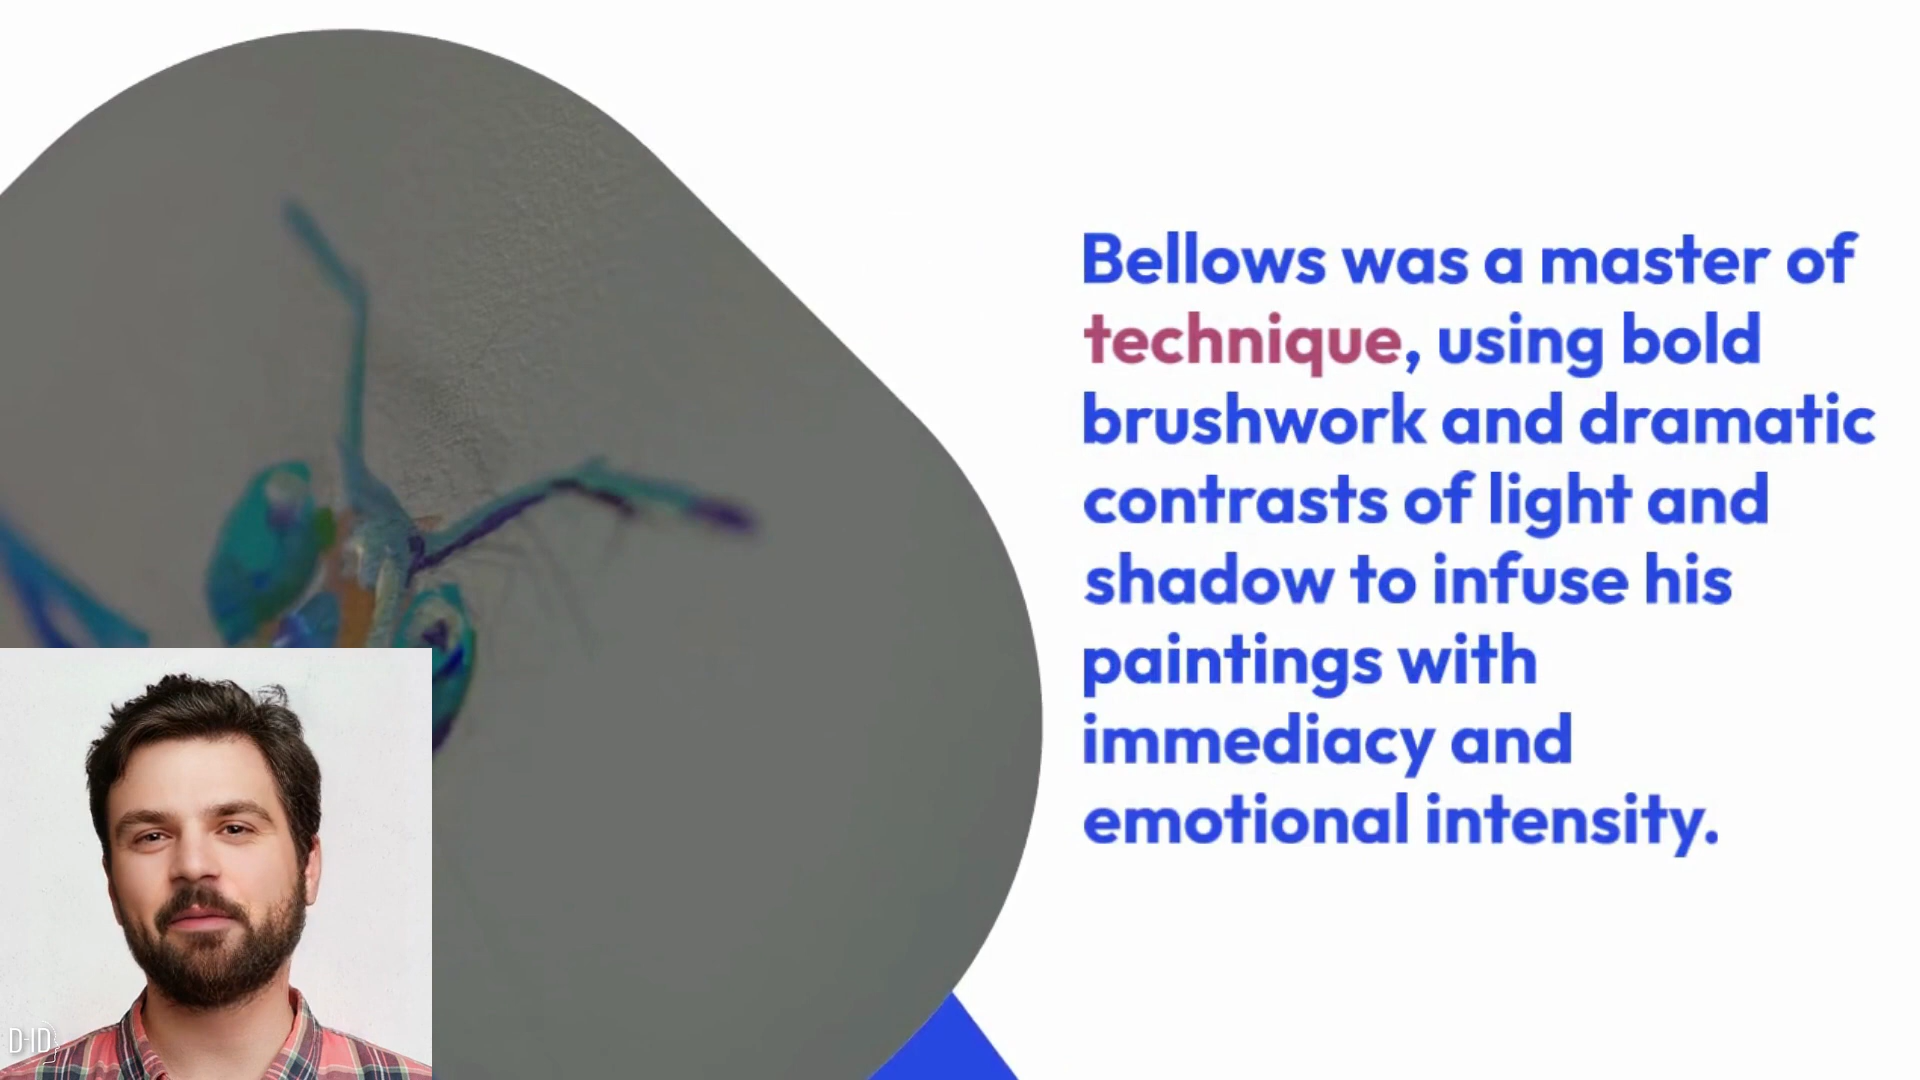 Bellows was a master of
technique, using bold
brushwork and dramatic
contrasts of light and
shadow to infuse his
paintings with
immediacy and
emotional intensity.
D-ID